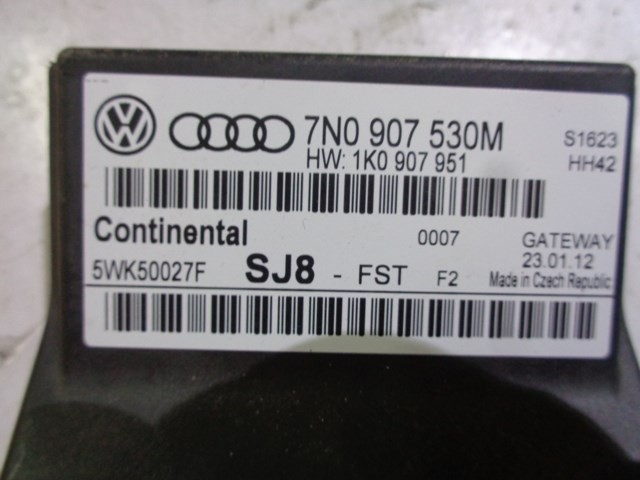 7N0 907 530M S1623
HW: 1K0 907 951 HH42
Continental 0007 GATEWAY
5WK50027F SJ8 - FST F2 23.01.12
Made in Czech Republic